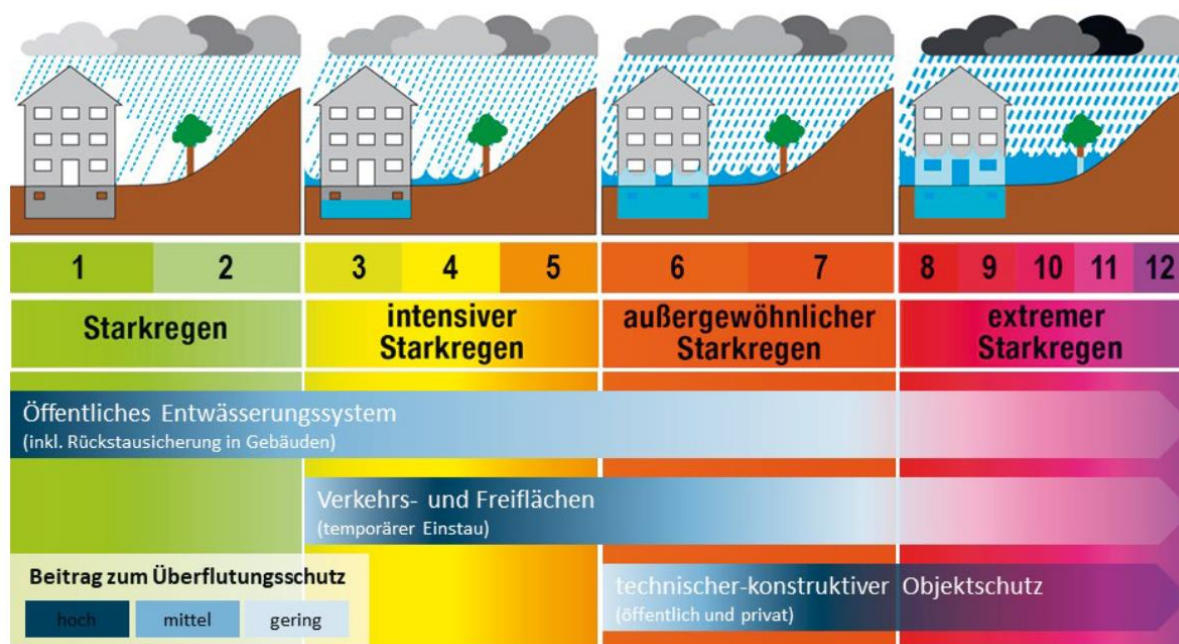 1 2 3 4 5 6 7 8 9 10 11 12
Starkregen
intensiver
Starkregen
außergewöhnlicher
Starkregen
extremer
Starkregen
Öffentliches Entwässerungssystem
(inkl. Rückstausicherung in Gebäuden)
Verkehrs- und Freiflächen
(temporärer Einstau)
technischer-konstruktiver Objektschutz
(öffentlich und privat)
Beitrag zum Überflutungsschutz
hoch mittel gering